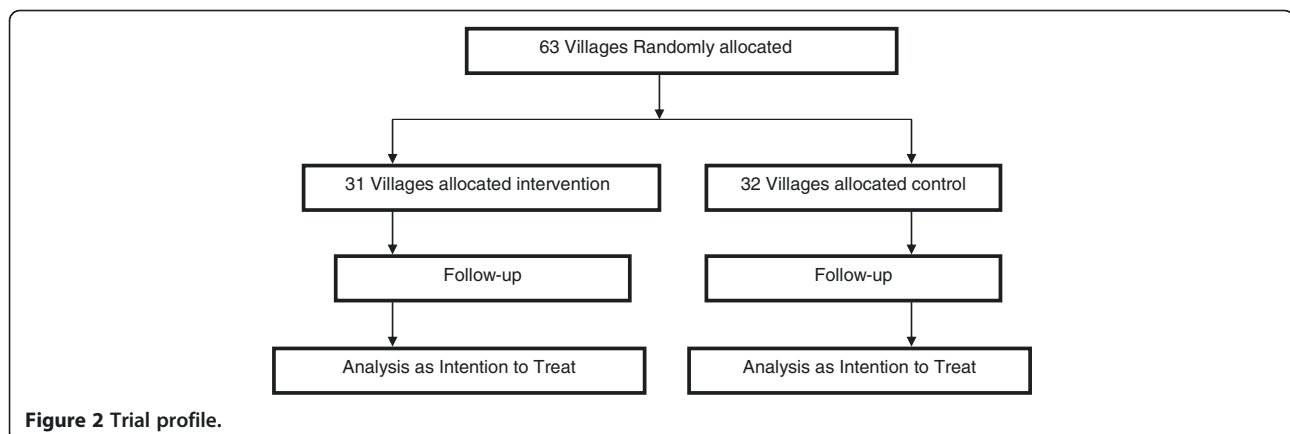 63 Villages Randomly allocated
31 Villages allocated intervention
32 Villages allocated control
Follow-up
Follow-up
Analysis as Intention to Treat
Analysis as Intention to Treat
Figure 2 Trial profile.